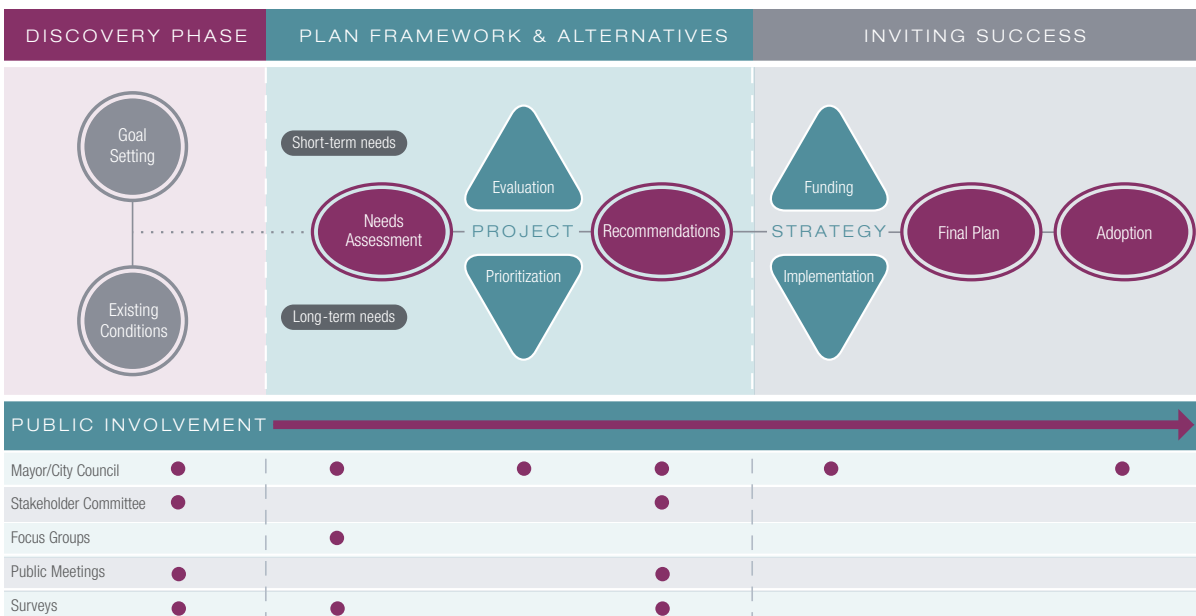 DISCOVERY PHASE
PLAN FRAMEWORK & ALTERNATIVES
INVITING SUCCESS
Goal
Setting
Existing
Conditions
Short-term needs
Long-term needs
Needs
Assessment
Evaluation
PROJECT
Prioritization
Recommendations
Funding
STRATEGY
Implementation
Final Plan
Adoption
PUBLIC INVOLVEMENT
Mayor/City Council
Stakeholder Committee
Focus Groups
Public Meetings
Surveys